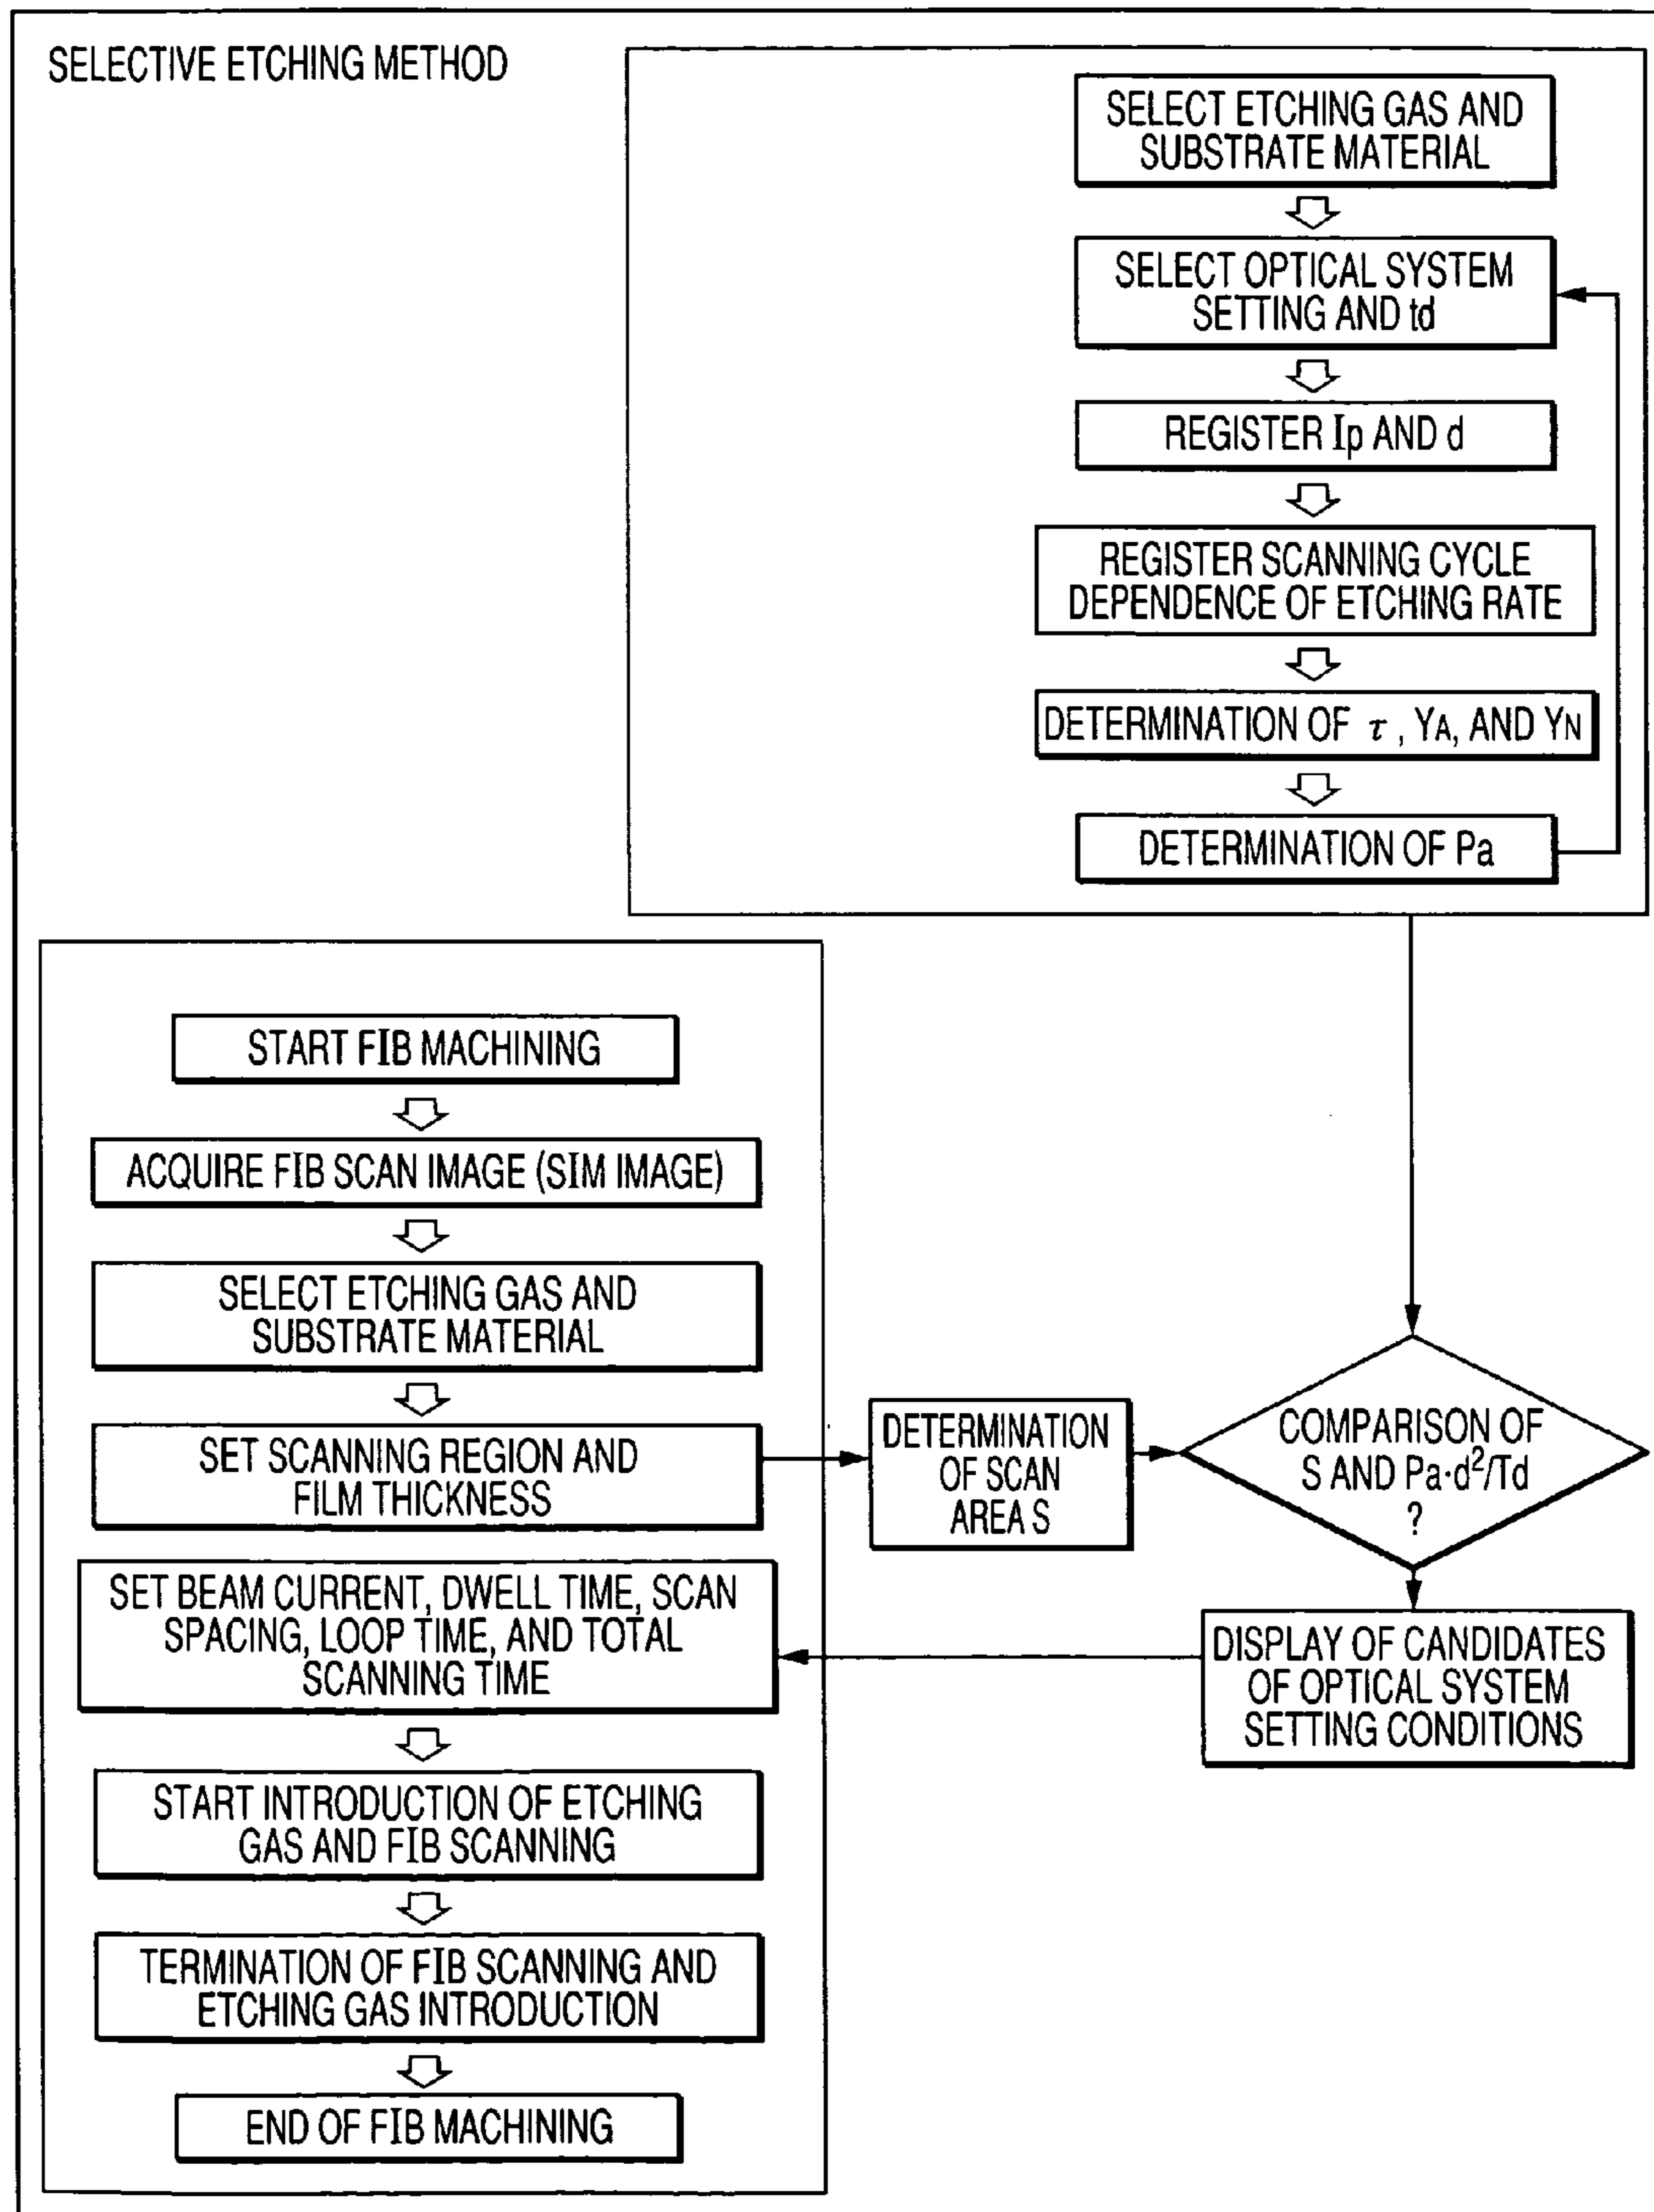 SELECTIVE ETCHING METHOD
SELECT ETCHING GAS AND
SUBSTRATE MATERIAL
SELECT OPTICAL SYSTEM
SETTING AND td
REGISTER Ip AND d
REGISTER SCANNING CYCLE
DEPENDENCE OF ETCHING RATE
DETERMINATION OF τ, YA, AND YN
DETERMINATION OF Pa
START FIB MACHINING
ACQUIRE FIB SCAN IMAGE (SIM IMAGE)
SELECT ETCHING GAS AND
SUBSTRATE MATERIAL
SET SCANNING REGION AND
FILM THICKNESS
DETERMINATION
OF SCAN
AREA S
COMPARISON OF
S AND Pa·d²/Td
?
DISPLAY OF CANDIDATES
OF OPTICAL SYSTEM
SETTING CONDITIONS
SET BEAM CURRENT, DWELL TIME, SCAN
SPACING, LOOP TIME, AND TOTAL
SCANNING TIME
START INTRODUCTION OF ETCHING
GAS AND FIB SCANNING
TERMINATION OF FIB SCANNING AND
ETCHING GAS INTRODUCTION
END OF FIB MACHINING